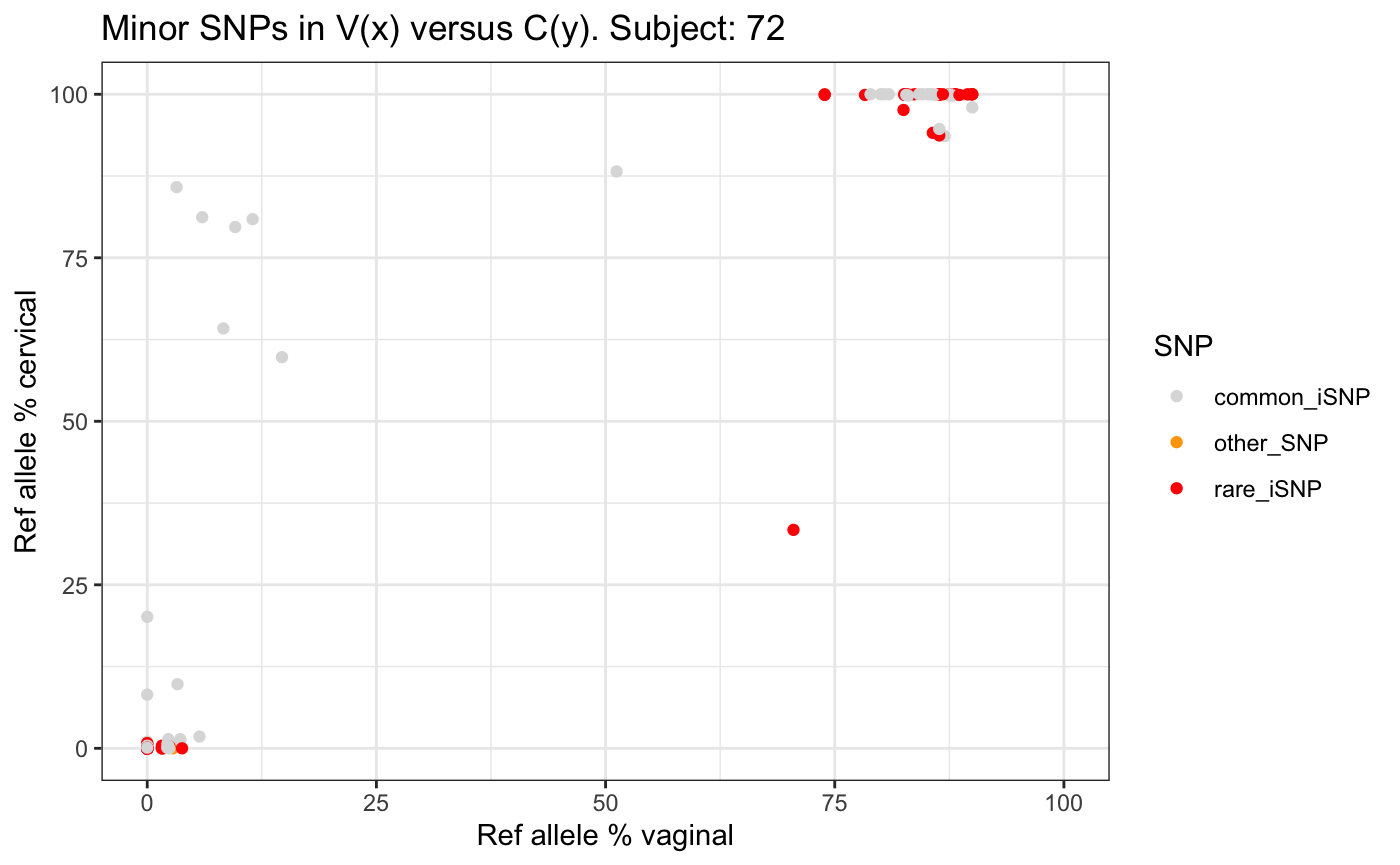 Minor SNPs in V(x) versus C(y). Subject: 72
Ref allele % cervical
100
75
50
25
0
0 25 50 75 100
Ref allele % vaginal
SNP
common_iSNP
other_SNP
rare_iSNP